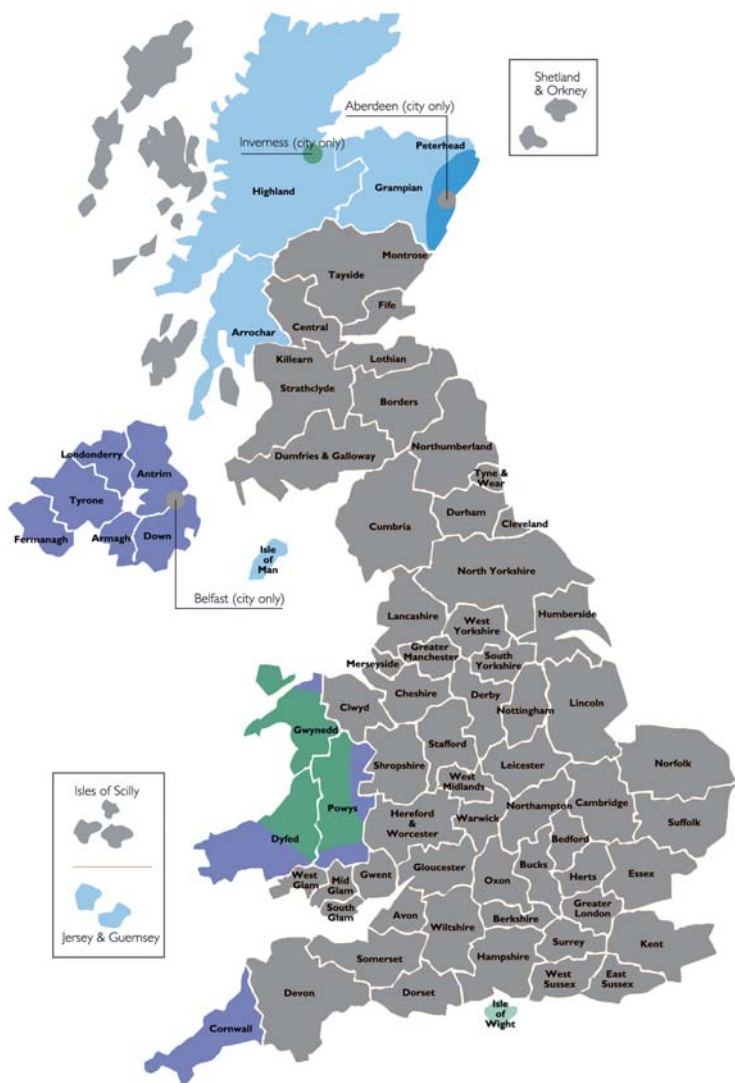 Shetland
& Orkney
Aberdeen (city only)
Inverness (city only)
Peterhead
Highland
Grampian
Montrose
Tayside
Fife
Central
Arrochar
Killearn
Lothian
Strathclyde
Borders
Northumberland
Dumfries & Galloway
Londonderry
Antrim
Tyrone
Tyne &
Wear
Durham
Cleveland
Cumbria
Fermanagh
Armagh
Down
Isle
of
Man
North Yorkshire
Belfast (city only)
Lancashire
West
Yorkshire
Humberside
Greater
Manchester
South
Yorkshire
Merseyside
Cheshire
Derby
Lincoln
Clwyd
Nottingham
Gwynedd
Stafford
Shropshire
Leicester
Norfolk
West
Midlands
Isles of Scilly
Powys
Northampton
Cambridge
Hereford
&
Worcester
Warwick
Suffolk
Dyfed
Bedford
West
Glam
Mid
Glam
Gwent
Gloucester
Bucks
Oxon
Herts
Essex
South
Glam
Greater
London
Avon
Berkshire
Wiltshire
Surrey
Kent
Jersey & Guernsey
Somerset
Hampshire
West
Sussex
East
Sussex
Devon
Dorset
Isle
of
Wight
Cornwall